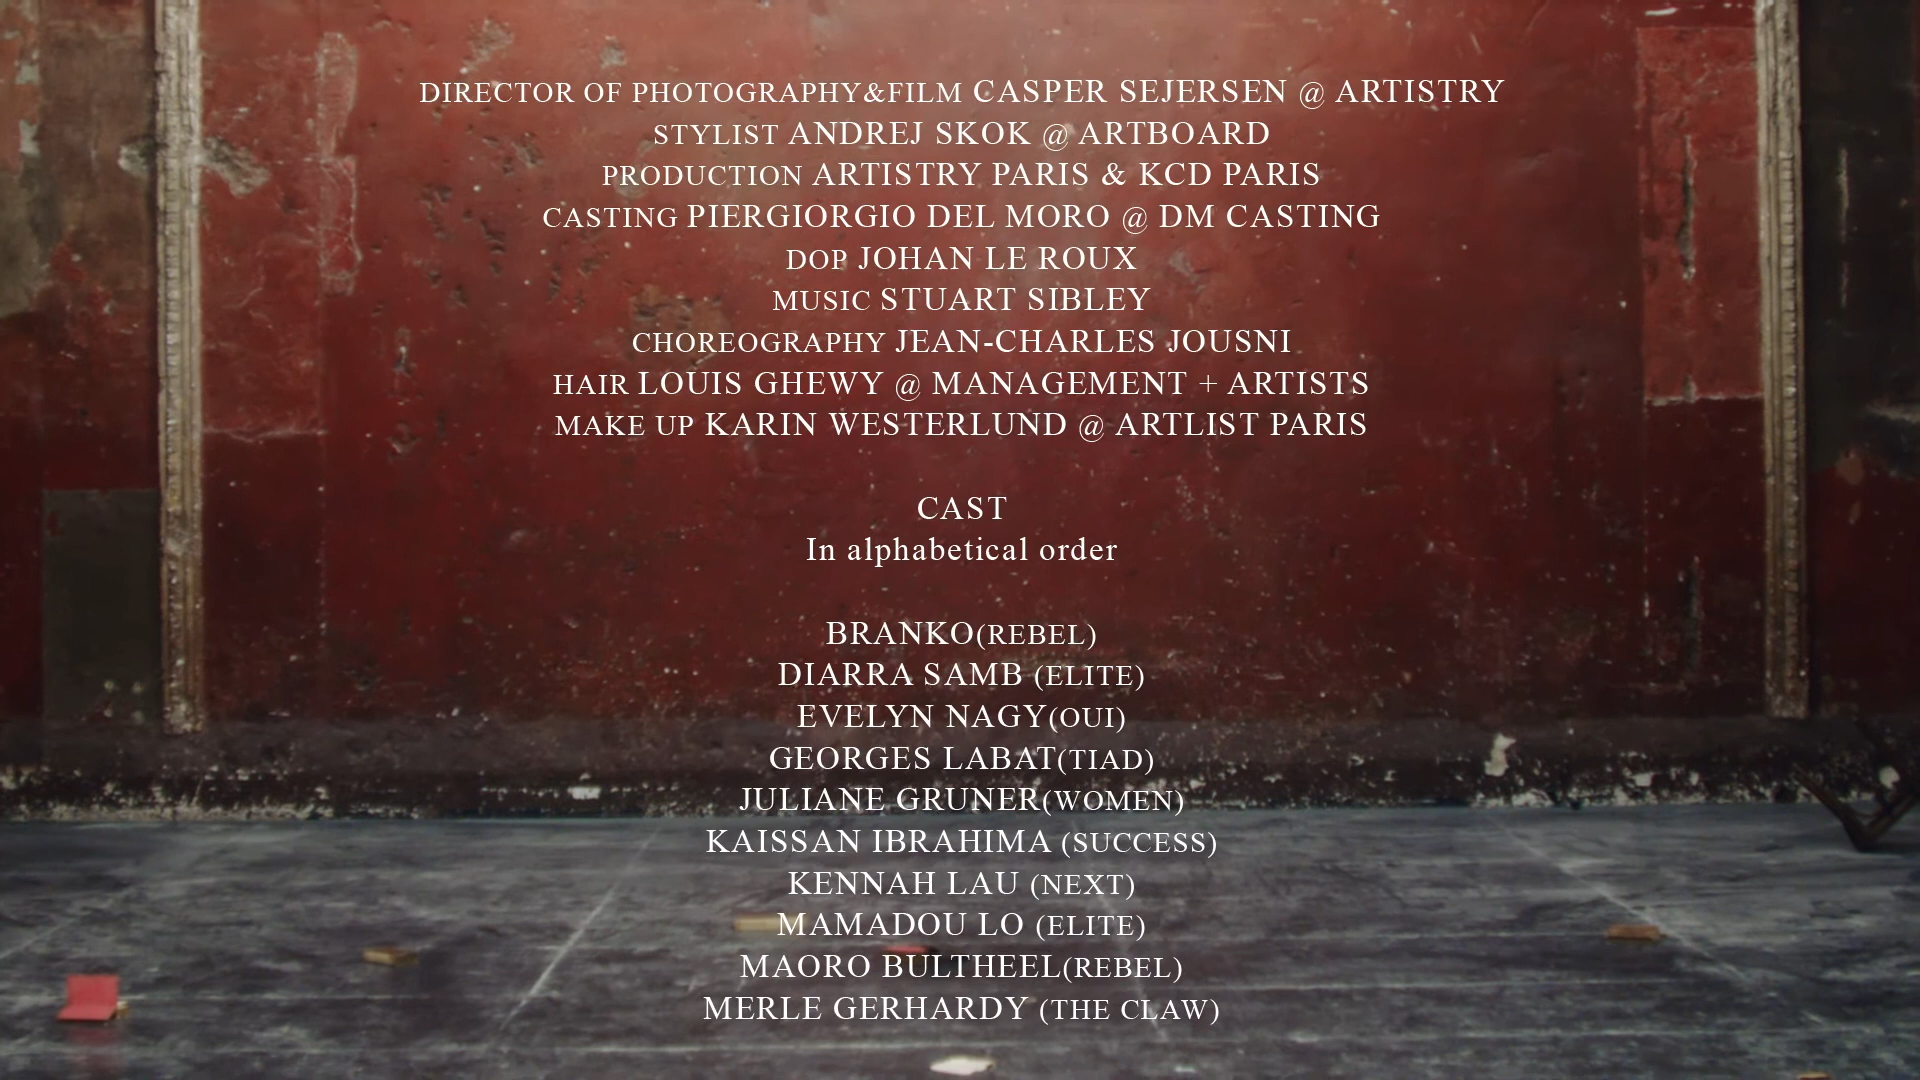 DIRECTOR OF PHOTOGRAPHY&FILM CASPER SEJERSEN @ ARTISTRY
STYLIST ANDREJ SKOK @ ARTBOARD
PRODUCTION ARTISTRY PARIS & KCD PARIS
CASTING PIERGIORGIO DEL MORO @ DM CASTING
DOP JOHAN LE ROUX
MUSIC STUART SIBLEY
CHOREOGRAPHY JEAN-CHARLES JOUSNI
HAIR LOUIS GHEWY @ MANAGEMENT + ARTISTS
MAKE UP KARIN WESTERLUND @ ARTLIST PARIS
CAST
In alphabetical order
BRANKO(REBEL)
DIARRA SAMB (ELITE)
EVELYN NAGY(OUI)
GEORGES LABAT(TIAD)
JULIANE GRUNER(WOMEN)
KAISSAN IBRAHIMA (SUCCESS)
KENNAH LAU (NEXT)
MAMADOU LO (ELITE)
MAORO BULTHEEL(REBEL)
MERLE GERHARDY (THE CLAW)